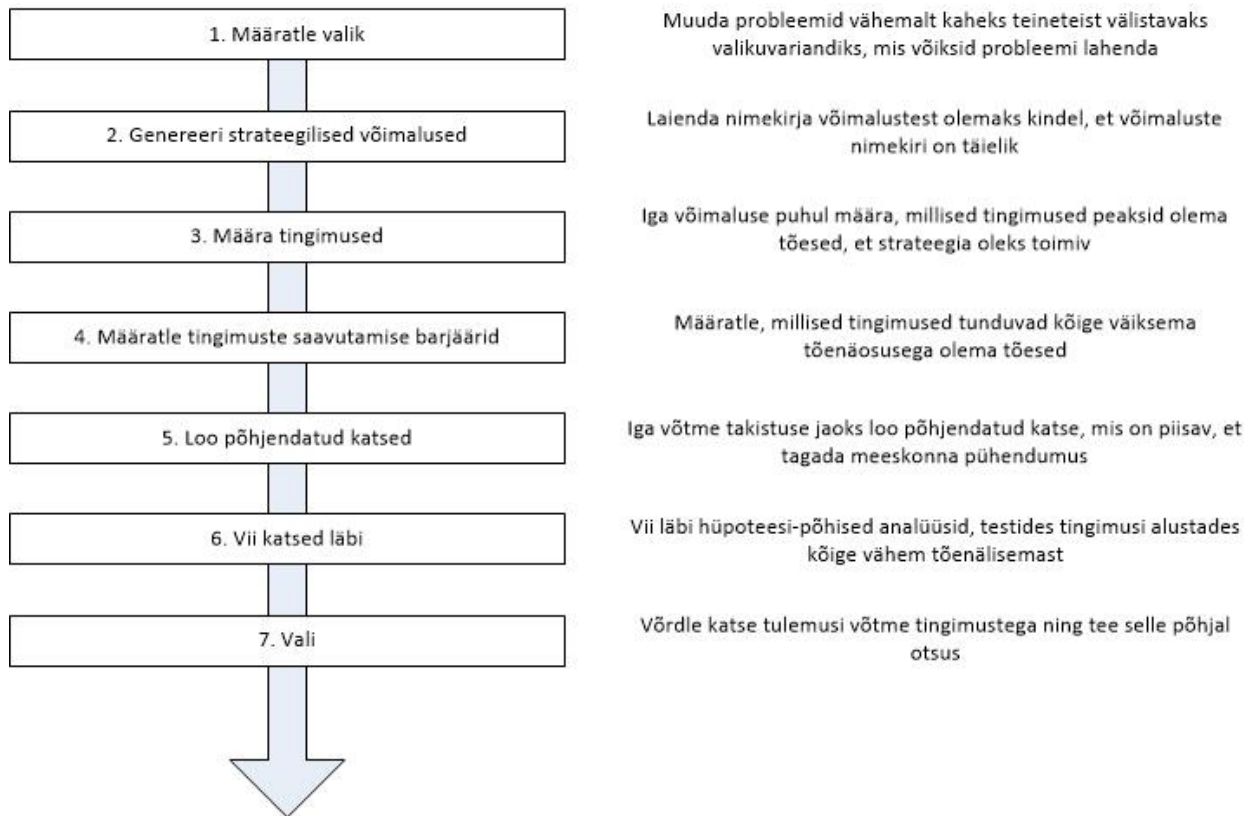 1. Määratle valik
Muuda probleemid vähemalt kaheks teineteist välistavaks
valikuvariandiks, mis võiksid probleemi lahenda
2. Genereeri strateegilised võimalused
Laienda nimekirja võimalustest olemaks kindel, et võimaluste
nimekiri on täielik
3. Määra tingimused
Iga võimaluse puhul määra, millised tingimused peaksid olema
tõesed, et strateegia oleks toimiv
4. Määratle tingimuste saavutamise barjäärid
Määratle, millised tingimused tunduvad kõige väiksema
tõenäosusega olema tõesed
5. Loo põhjendatud katsed
Iga võtme takistuse jaoks loo põhjendatud katse, mis on piisav, et
tagada meeskonna pühendumus
6. Vii katsed läbi
Vii läbi hüpoteesi-põhised analüüsid, testides tingimusi alustades
kõige vähem tõenälisemast
7. Vali
Võrdle katse tulemusi võtme tingimustega ning tee selle põhjal
otsus